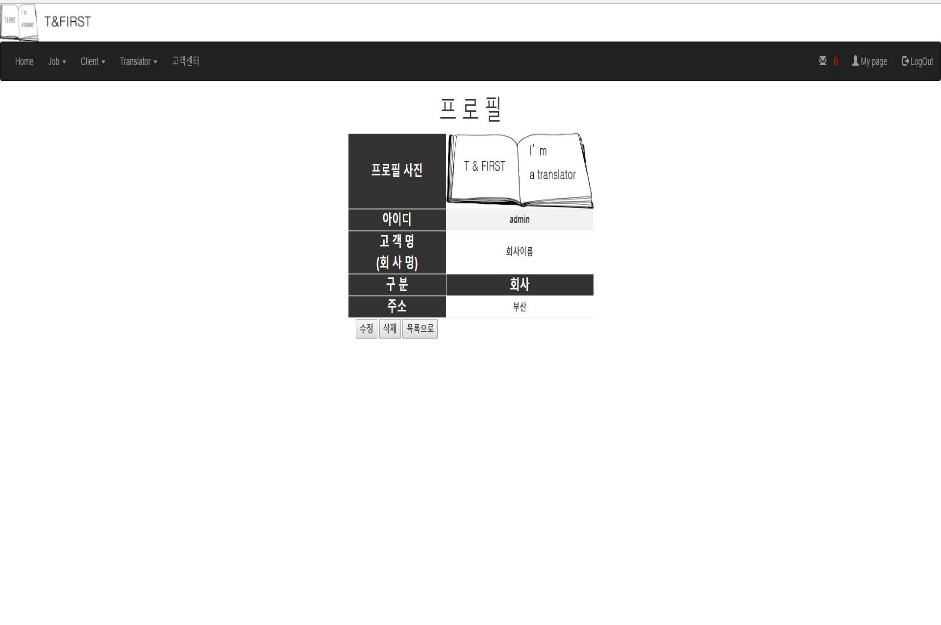 T&FIRST
Home Job Client Translator 고객센터 0 My page LogOut
프 로 필
프로필 사진
T & FIRST
I' m
a translator
아이디 admin
고 객 명
(회 사 명)
회사이름
구 분 회사
주소 부산
수정 삭제 목록으로